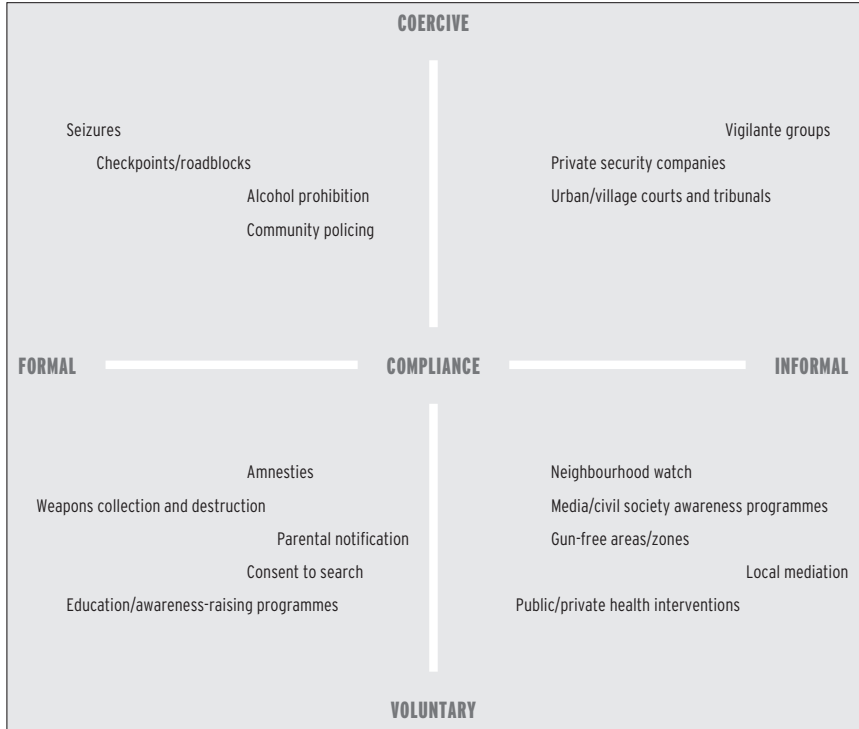 COERCIVE
Seizures
Checkpoints/roadblocks
Alcohol prohibition
Community policing
Vigilante groups
Private security companies
Urban/village courts and tribunals
FORMAL
COMPLIANCE
INFORMAL
Amnesties
Weapons collection and destruction
Parental notification
Consent to search
Education/awareness-raising programmes
Neighbourhood watch
Media/civil society awareness programmes
Gun-free areas/zones
Local mediation
Public/private health interventions
VOLUNTARY